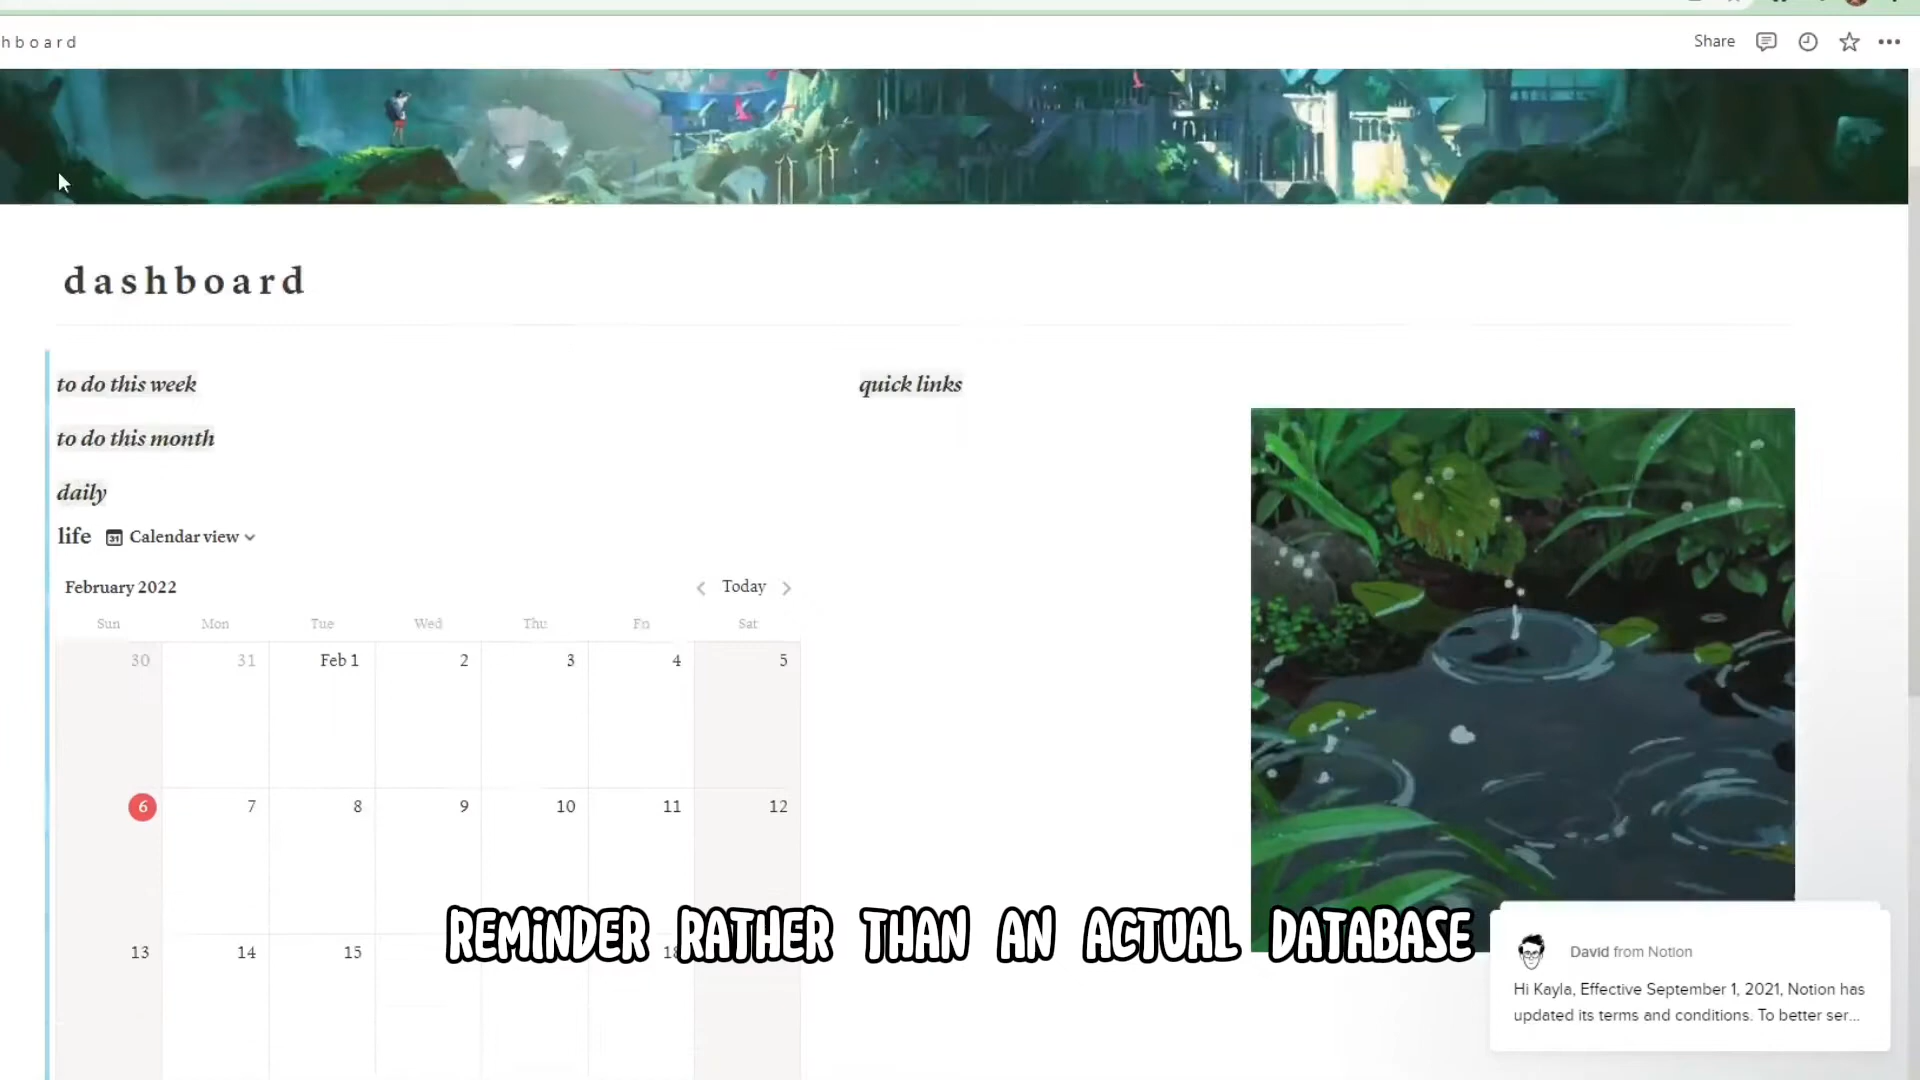 hboard
Share
dashboard
to do this week
quick links
to do this month
daily
life Calendar view
February 2022
Today
Sun Mon Tue Wed Thu Fri Sat
30 31 Feb 1 2 3 4 5
6 7 8 9 10 11 12
13 14 15
REMINDER RATHER THAN AN ACTUAL DATABASE
David from Notion
Hi Kayla, Effective September 1, 2021, Notion has
updated its terms and conditions. To better ser...